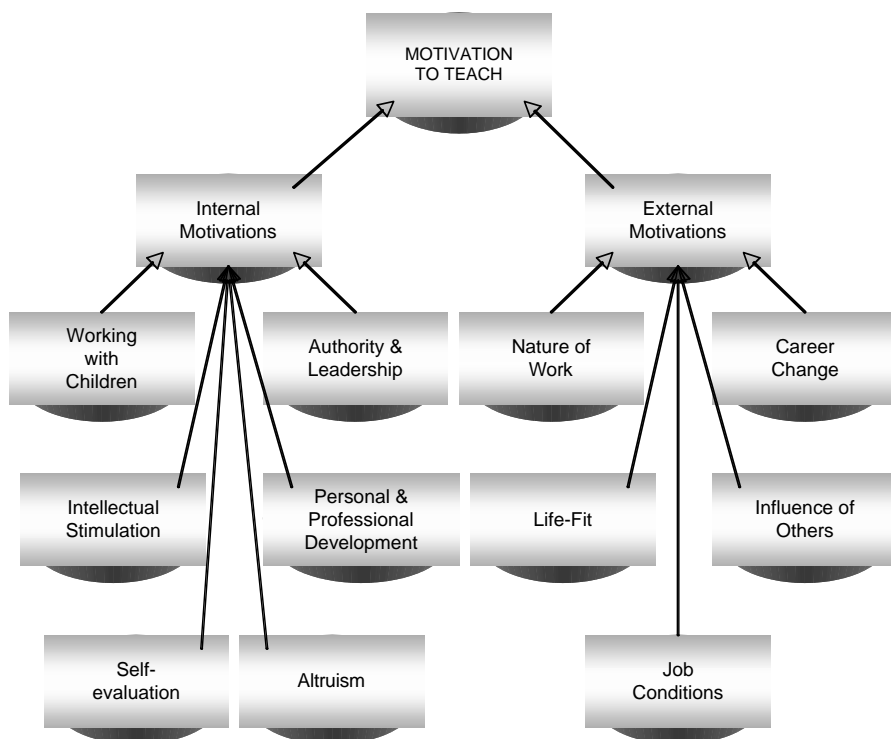 MOTIVATION
TO TEACH
Internal
Motivations
External
Motivations
Working
with
Children
Authority &
Leadership
Nature of
Work
Career
Change
Intellectual
Stimulation
Personal &
Professional
Development
Life-Fit
Influence of
Others
Self-
evaluation
Altruism
Job
Conditions